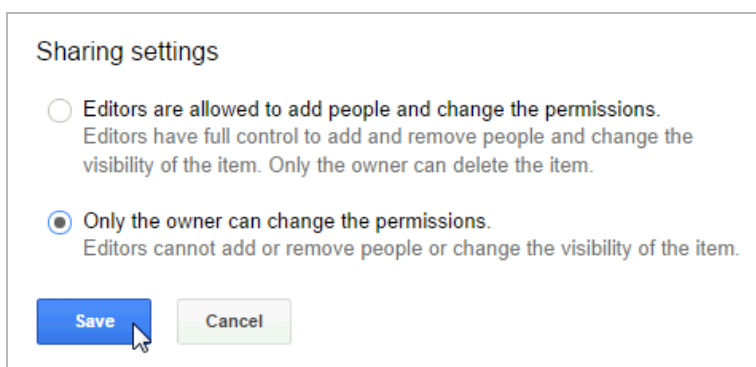 Sharing settings
Editors are allowed to add people and change the permissions.
Editors have full control to add and remove people and change the
visibility of the item. Only the owner can delete the item.
Only the owner can change the permissions.
Editors cannot add or remove people or change the visibility of the item.
Save
Cancel